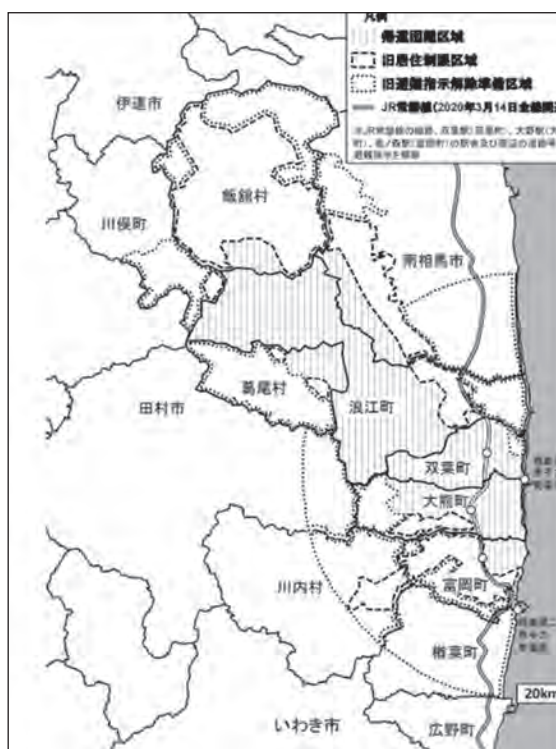 凡例
帰還困難区域
旧居住制限区域
旧避難指示解除準備区域
JR常磐線(2020年3月14日全線開
伊達市
飯舘村
川俣町
南相馬市
田村市
葛尾村
浪江町
双葉町
大熊町
川内村
富岡町
楢葉町
20km
いわき市
広野町